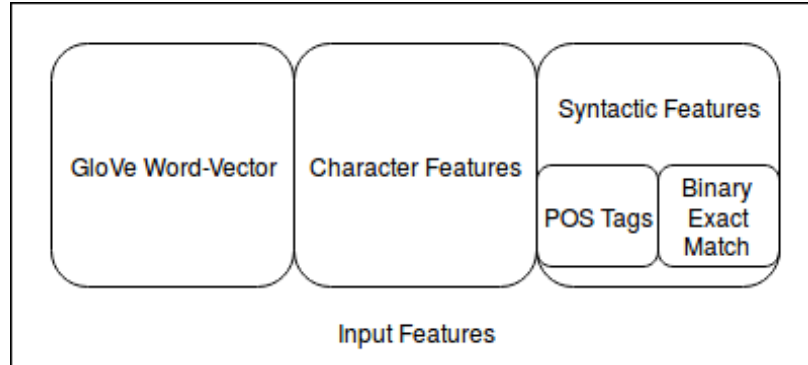 GloVe Word-Vector
Character Features
Syntactic Features
POS Tags
Binary
Exact
Match
Input Features